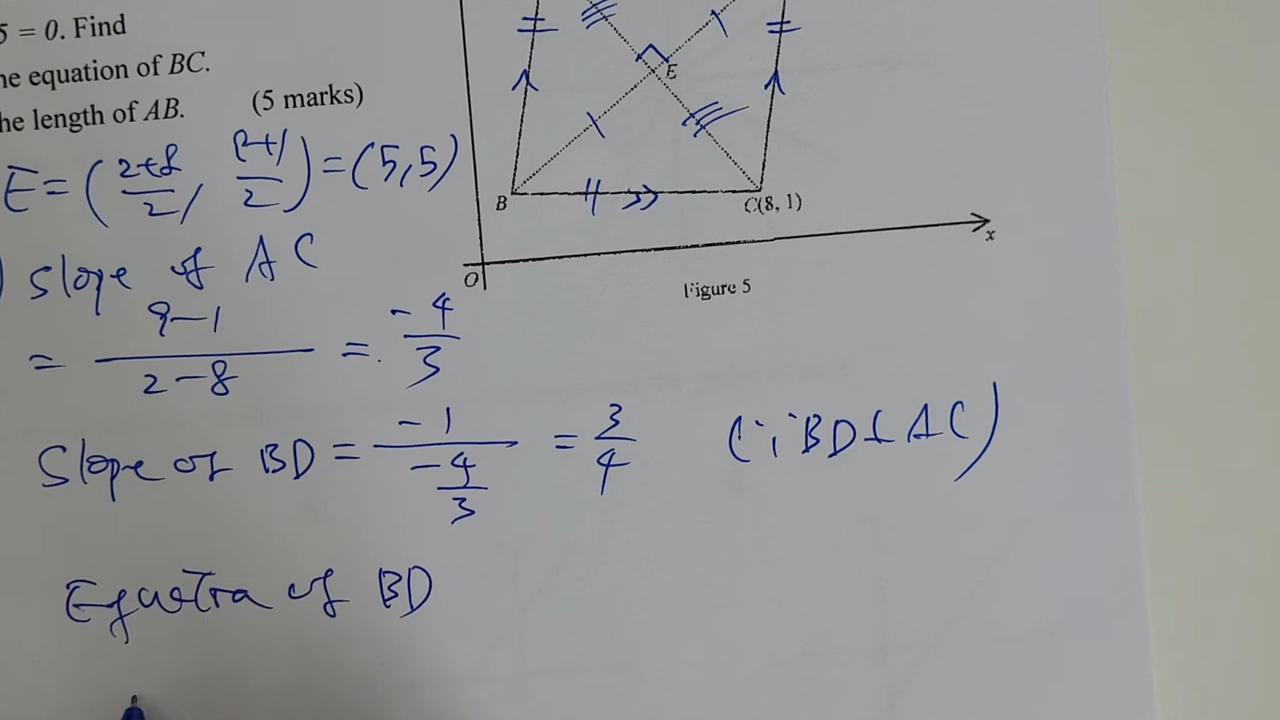 5 = 0. Find
he equation of BC.
he length of AB. (5 marks)
E
B
C(8, 1)
O
x
Figure 5
E = (2+8/2, 9+1/2) = (5,5)
) Slope of AC
= 9-1/2-8 = -4/3
Slope of BD = -1/-4/3 = 3/4 (∵BD⊥AC)
Equation of BD